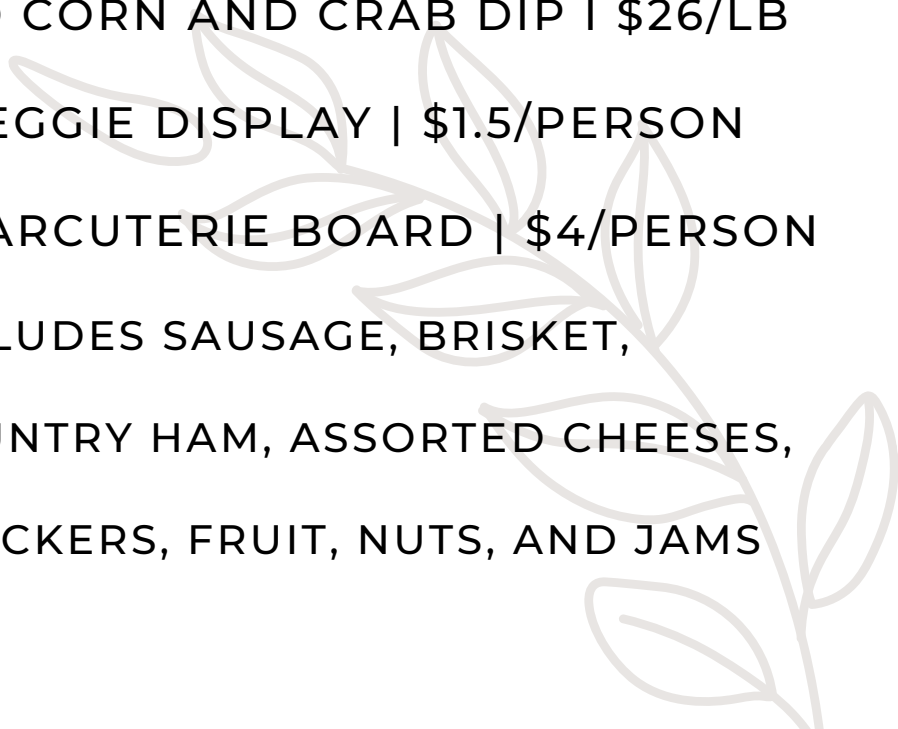 CORN AND CRAB DIP I $26/LB
EGGIE DISPLAY | $1.5/PERSON
ARCUTERIE BOARD | $4/PERSON
LUDES SAUSAGE, BRISKET,
UNTRY HAM, ASSORTED CHEESES,
CKERS, FRUIT, NUTS, AND JAMS